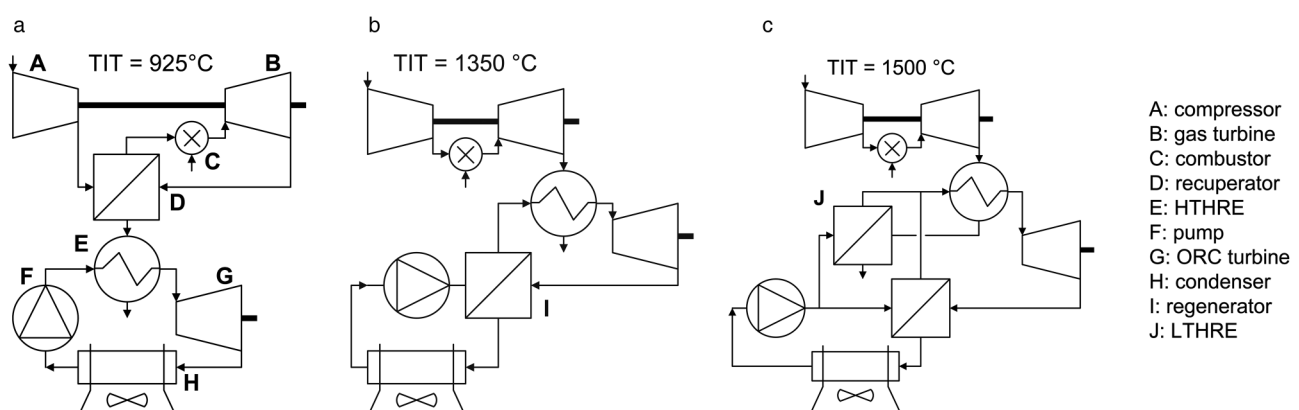 a
b
c
A
TIT = 925°C
B
TIT = 1350 °C
TIT = 1500 °C
C
D
E
F
G
H
I
J
A: compressor
B: gas turbine
C: combustor
D: recuperator
E: HTHRE
F: pump
G: ORC turbine
H: condenser
I: regenerator
J: LTHRE